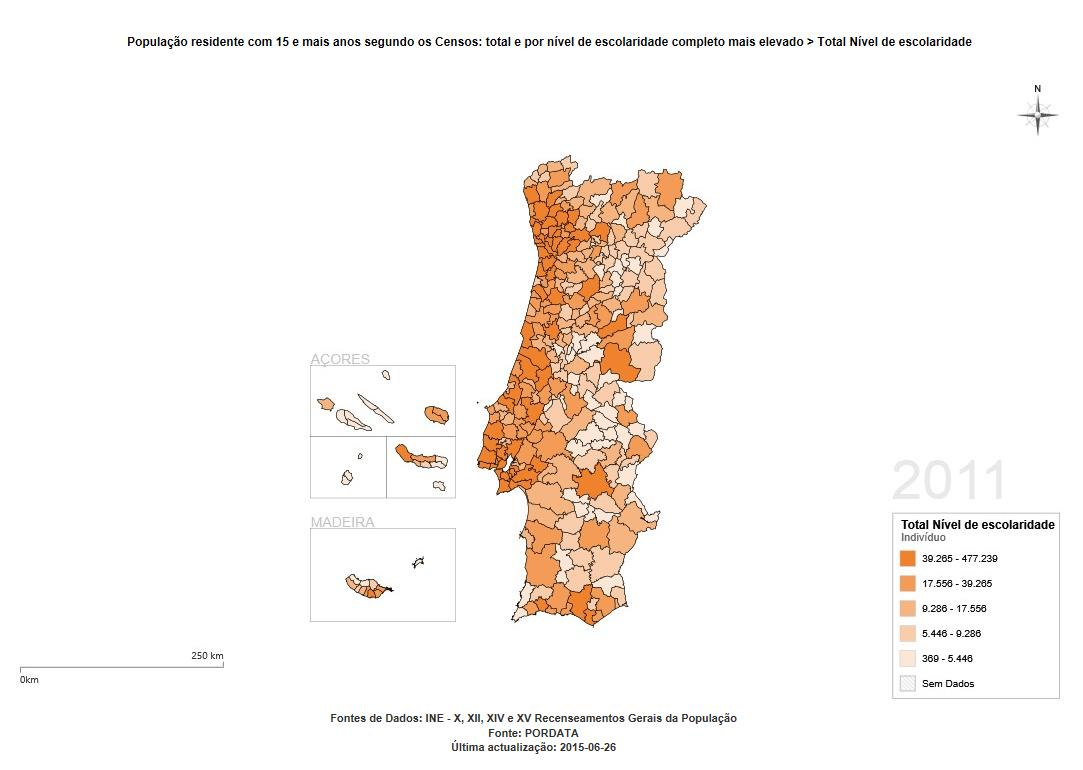 População residente com 15 e mais anos segundo os Censos: total e por nível de escolaridade completo mais elevado > Total Nível de escolaridade
N
AÇORES
MADEIRA
2011
Total Nível de escolaridade
Indivíduo
39.265 - 477.239
17.556 - 39.265
9.286 - 17.556
5.446 - 9.286
369 - 5.446
Sem Dados
250 km
0km
Fontes de Dados: INE - X, XII, XIV e XV Recenseamentos Gerais da População
Fonte: PORDATA
Última actualização: 2015-06-26